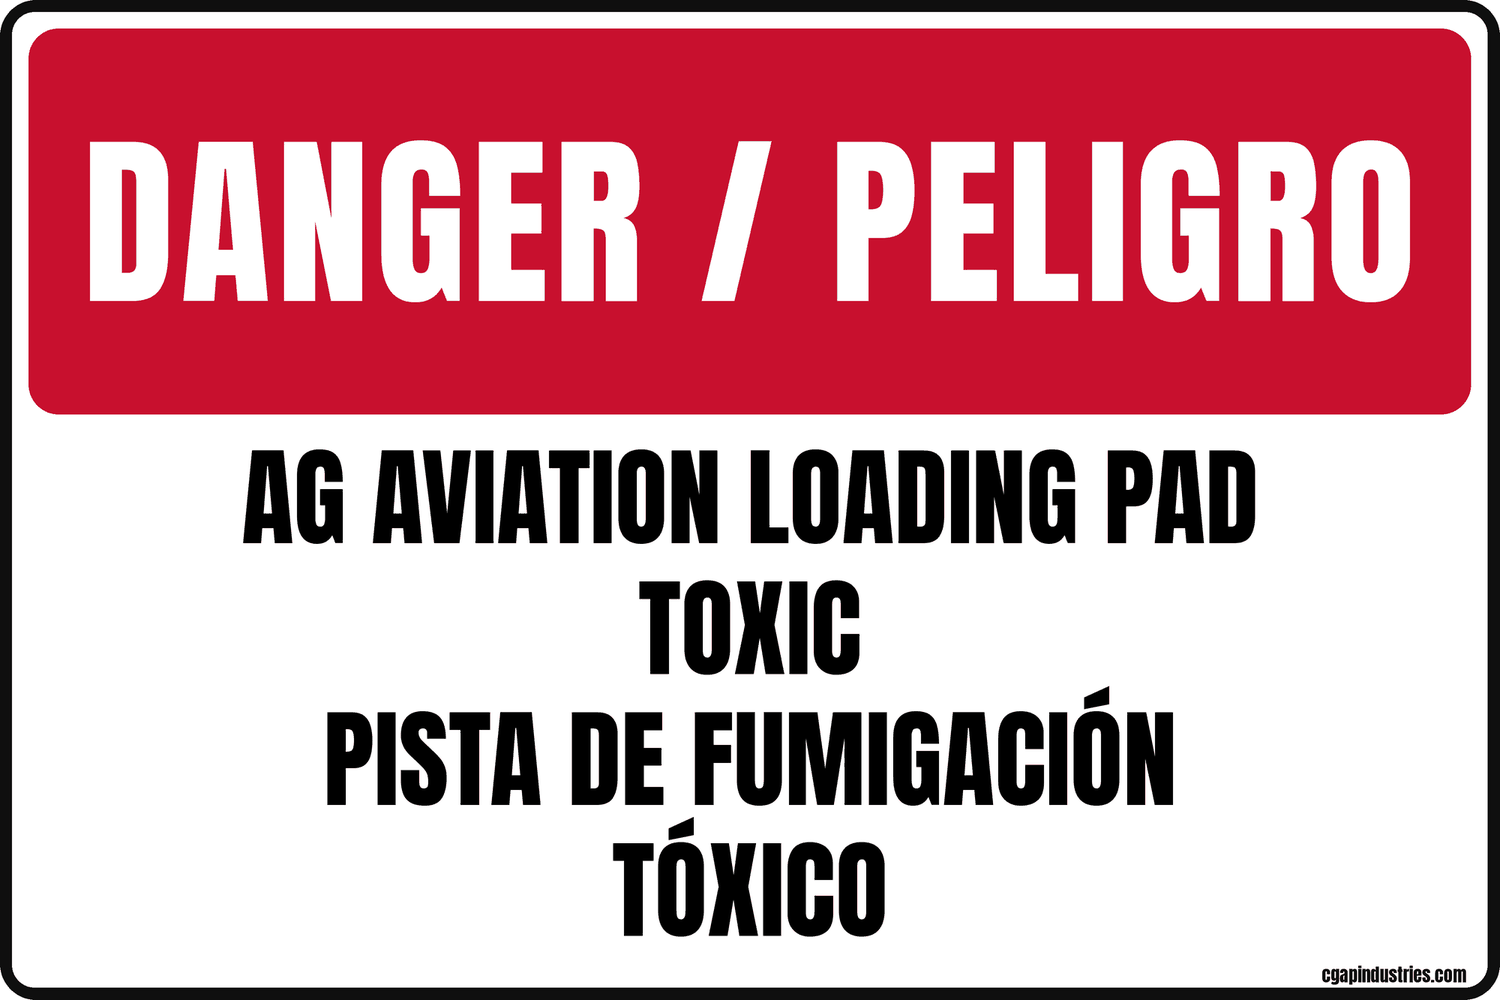 DANGER / PELIGRO
AG AVIATION LOADING PAD
TOXIC
PISTA DE FUMIGACIÓN
TÓXICO
cgapindustries.com